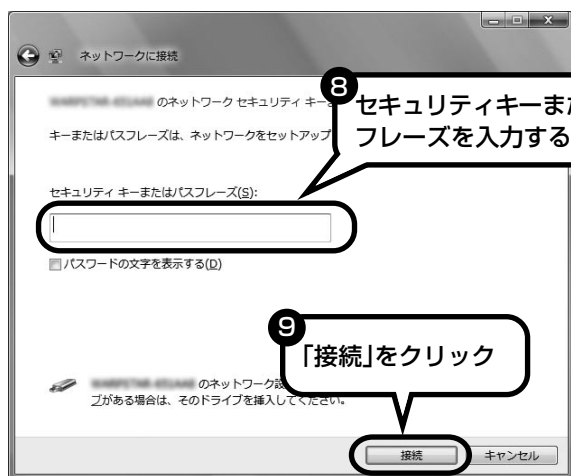 ネットワークに接続
のネットワーク セキュリティ キー
キーまたはパスフレーズは、ネットワークをセットアップ
8
セキュリティキーまた
フレーズを入力する
セキュリティ キーまたはパスフレーズ(S):
パスワードの文字を表示する(D)
9
「接続」をクリック
のネットワーク設
ブがある場合は、そのドライブを挿入してください。
接続
キャンセル